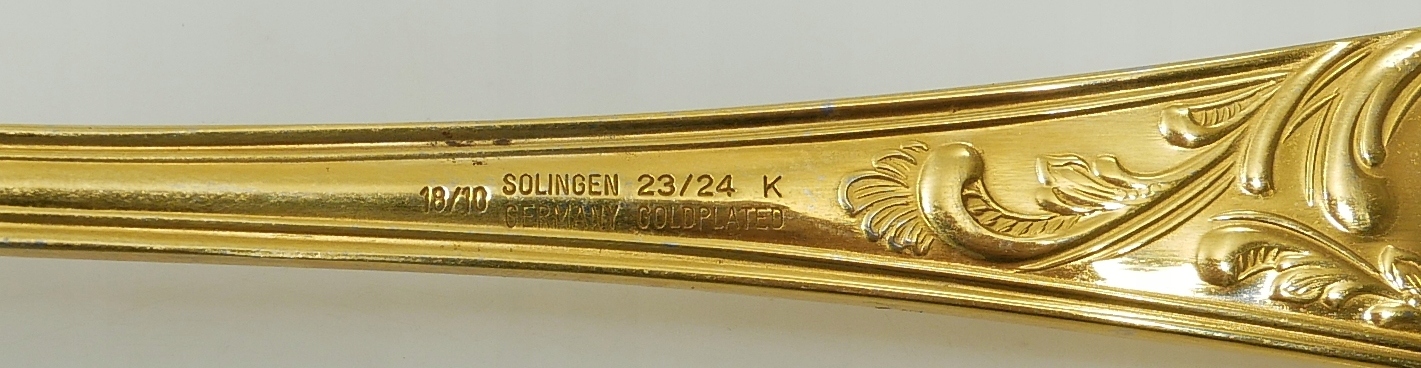 18/10
SOLINGEN 23/24 K
GERMANY GOLDPLATED